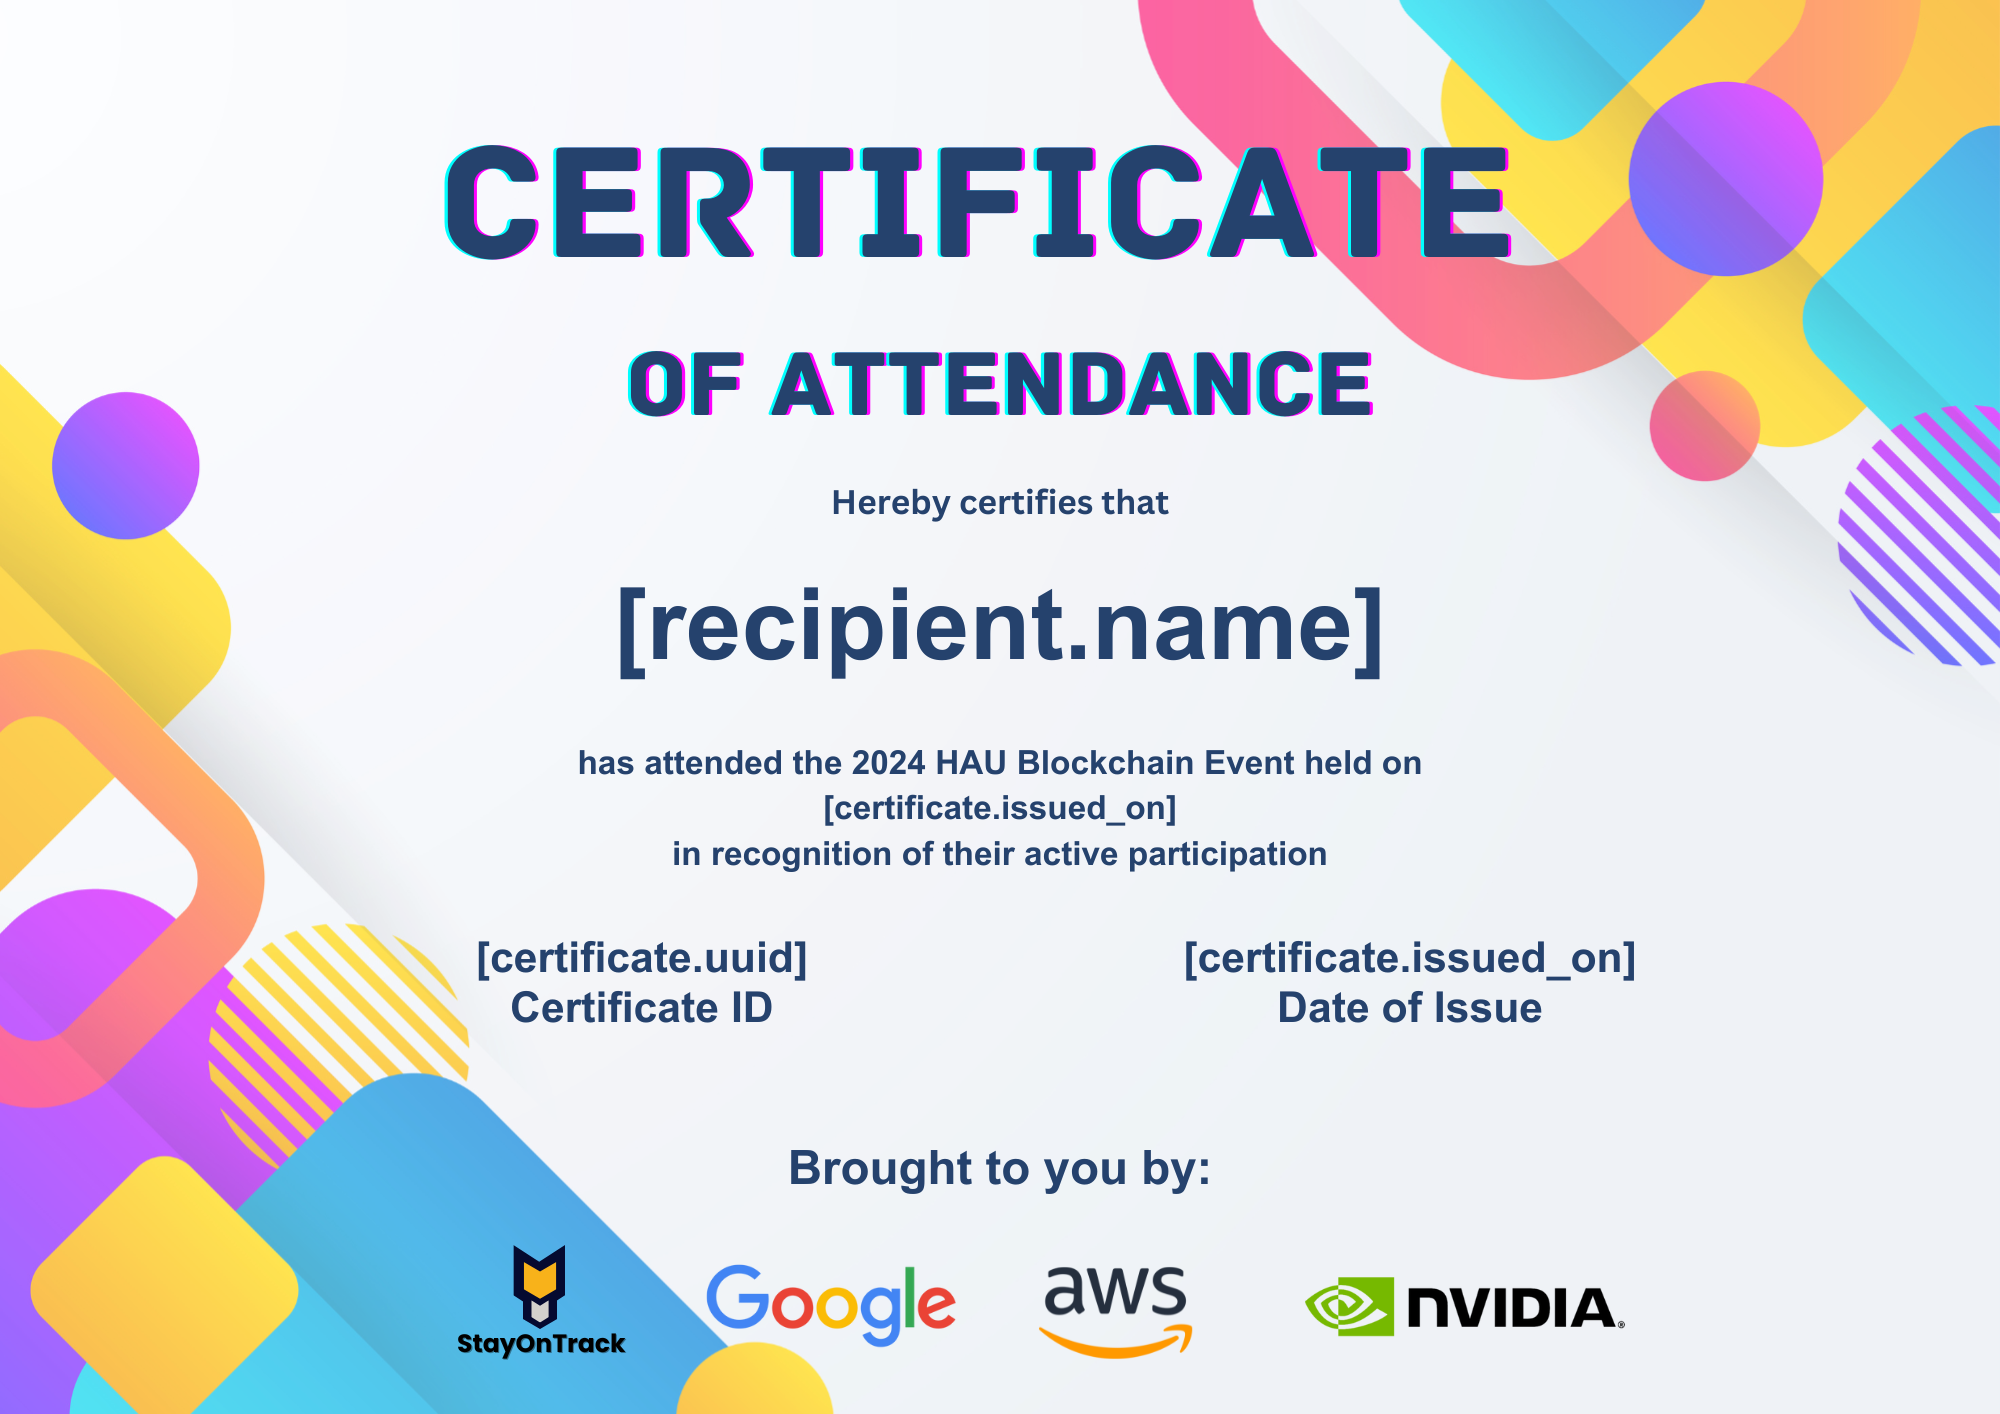 CERTIFICATE
OF ATTENDANCE
Hereby certifies that
[recipient.name]
has attended the 2024 HAU Blockchain Event held on
[certificate.issued_on]
in recognition of their active participation
[certificate.uuid]
Certificate ID
[certificate.issued_on]
Date of Issue
Brought to you by:
StayOnTrack
Google
aws
NVIDIA®